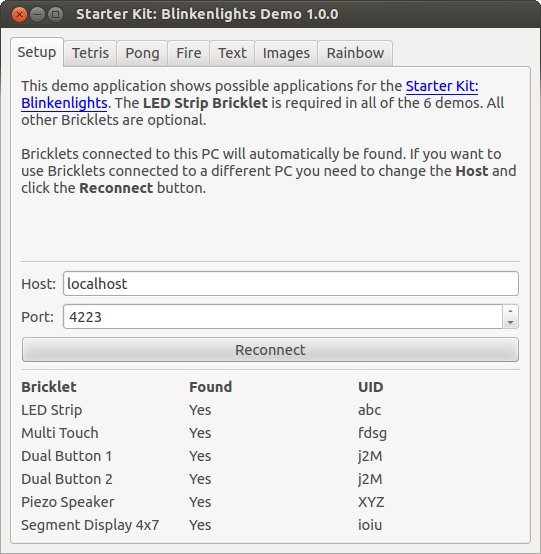 Starter Kit: Blinkenlights Demo 1.0.0
Setup Tetris Pong Fire Text Images Rainbow
This demo application shows possible applications for the Starter Kit:
Blinkenlights. The LED Strip Bricklet is required in all of the 6 demos. All
other Bricklets are optional.
Bricklets connected to this PC will automatically be found. If you want to
use Bricklets connected to a different PC you need to change the Host and
click the Reconnect button.
Host: localhost
Port: 4223
Reconnect
Bricklet Found UID
LED Strip Yes abc
Multi Touch Yes fdsg
Dual Button 1 Yes j2M
Dual Button 2 Yes j2M
Piezo Speaker Yes XYZ
Segment Display 4x7 Yes ioiu